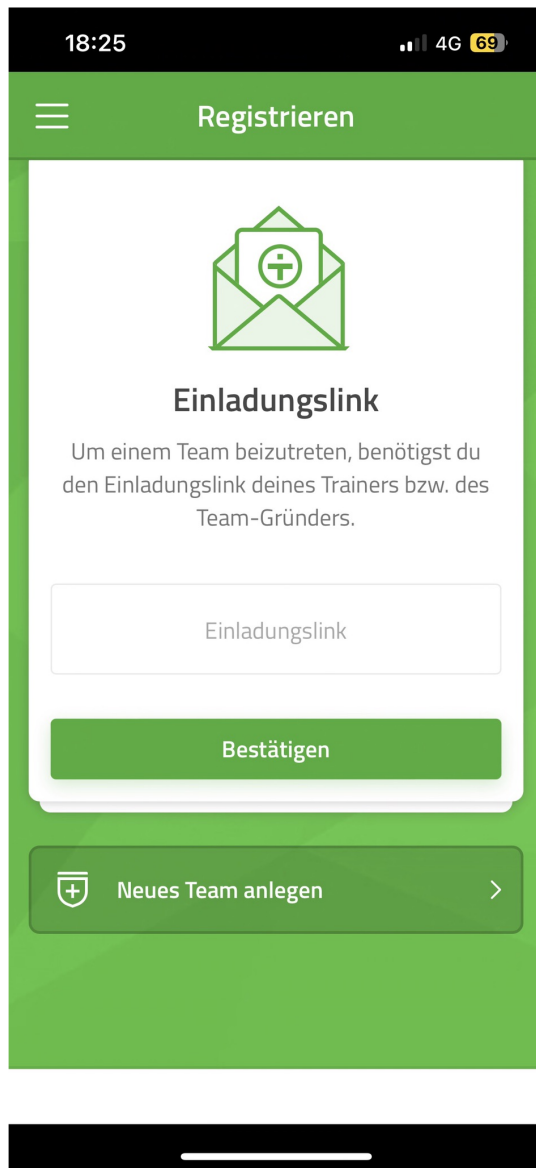 18:25
4G 69
Registrieren
Einladungslink
Um einem Team beizutreten, benötigst du
den Einladungslink deines Trainers bzw. des
Team-Gründers.
Einladungslink
Bestätigen
Neues Team anlegen